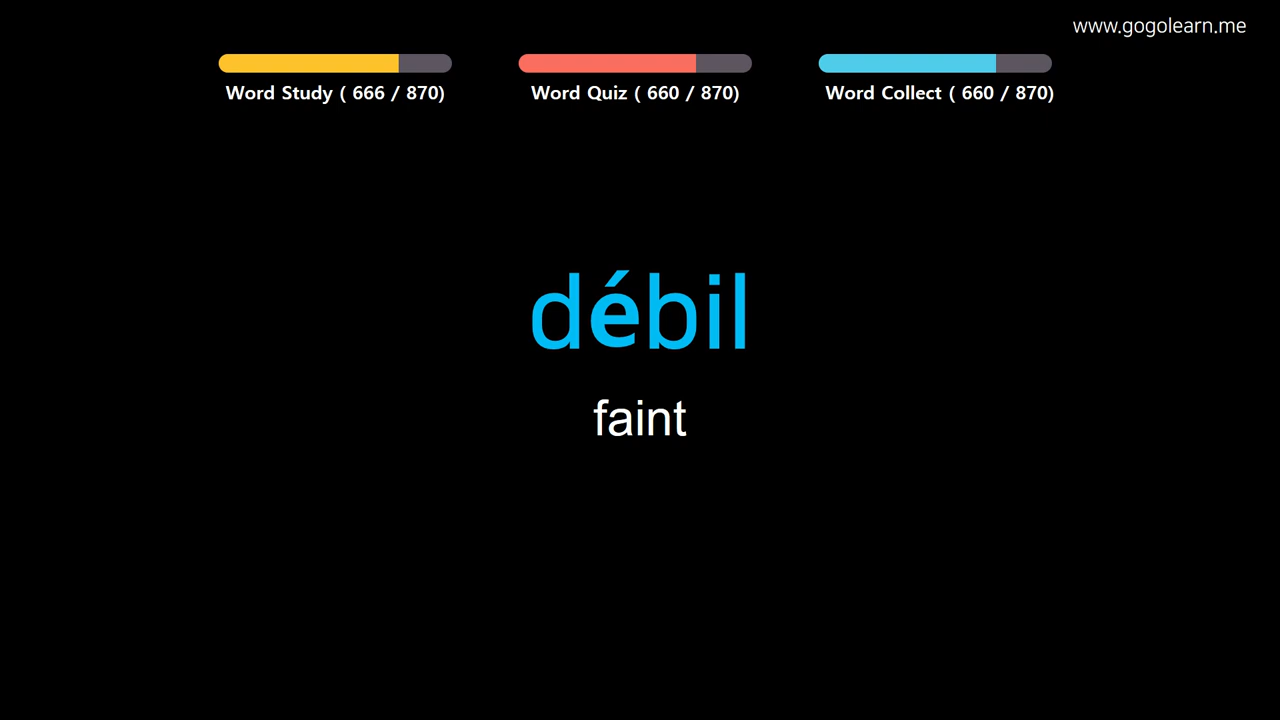 www.gogolearn.me
Word Study ( 666 / 870)
Word Quiz ( 660 / 870)
Word Collect ( 660 / 870)
débil
faint